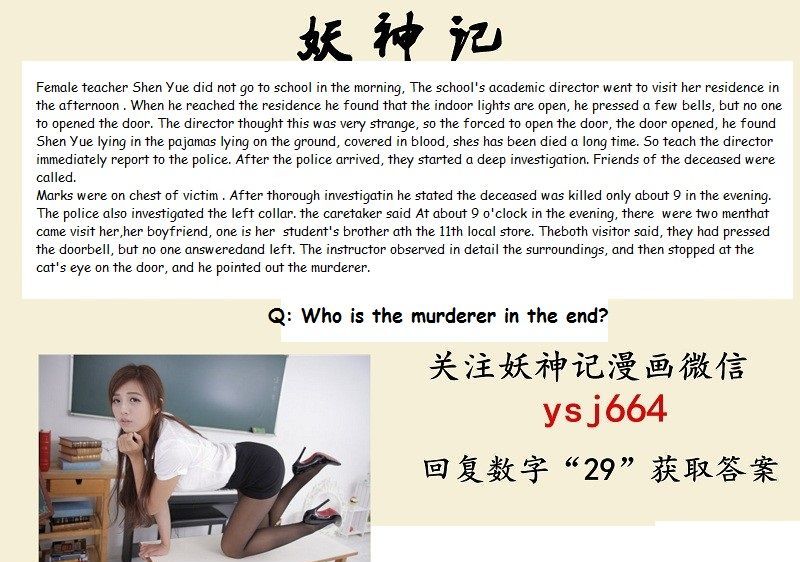 妖神记
Female teacher Shen Yue did not go to school in the morning, The school's academic director went to visit her residence in
the afternoon . When he reached the residence he found that the indoor lights are open, he pressed a few bells, but no one
to opened the door. The director thought this was very strange, so the forced to open the door, the door opened, he found
Shen Yue lying in the pajamas lying on the ground, covered in blood, shes has been died a long time. So teach the director
immediately report to the police. After the police arrived, they started a deep investigation. Friends of the deceased were
called.
Marks were on chest of victim . After thorough investigatin he stated the deceased was killed only about 9 in the evening.
The police also investigated the left collar. the caretaker said At about 9 o'clock in the evening, there  were two menthat
came visit her,her boyfriend, one is her  student's brother ath the 11th local store. Theboth visitor said, they had pressed
the doorbell, but no one answeredand left. The instructor observed in detail the surroundings, and then stopped at the
cat's eye on the door, and he pointed out the murderer.
Q: Who is the murderer in the end?
关注妖神记漫画微信
ysj664
回复数字“29”获取答案